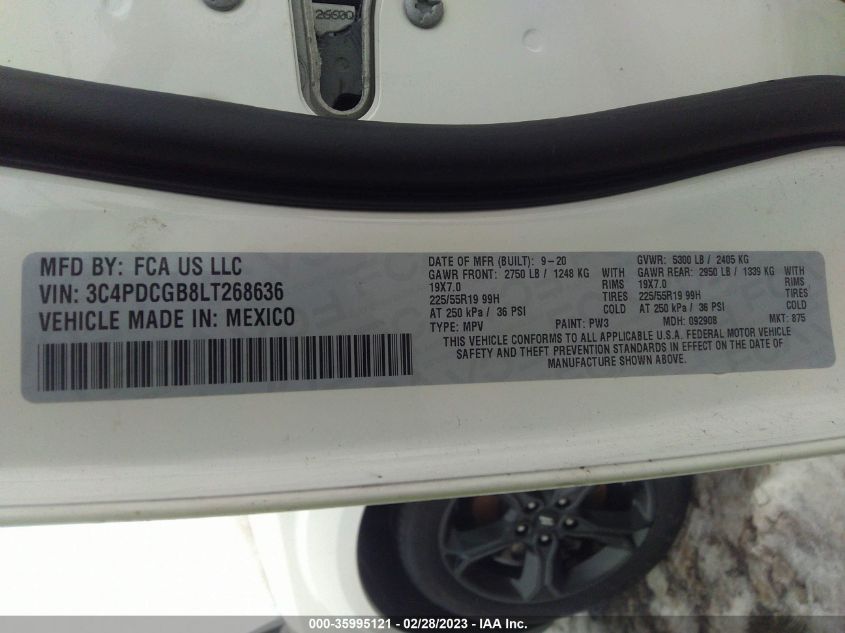 26600
MFD BY: FCA US LLC
VIN: 3C4PDCGB8LT268636
VEHICLE MADE IN: MEXICO
DATE OF MFR (BUILT): 9-20
GAWR FRONT: 2750 LB / 1248 KG WITH
19X7.0 RIMS
225/55R19 99H
AT 250 kPa / 36 PSI COLD
TYPE: MPV PAINT: PW3
GVWR: 5300 LB / 2405 KG
GAWR REAR: 2950 LB / 1339 KG WITH
19X7.0 RIMS
225/55R19 99H
AT 250 kPa / 36 PSI COLD
MDH: 092908 MKT: 875
THIS VEHICLE CONFORMS TO ALL APPLICABLE U.S.A. FEDERAL MOTOR VEHICLE
SAFETY AND THEFT PREVENTION STANDARDS IN EFFECT ON THE DATE OF
MANUFACTURE SHOWN ABOVE.
000-35995121 - 02/28/2023 - IAA Inc.